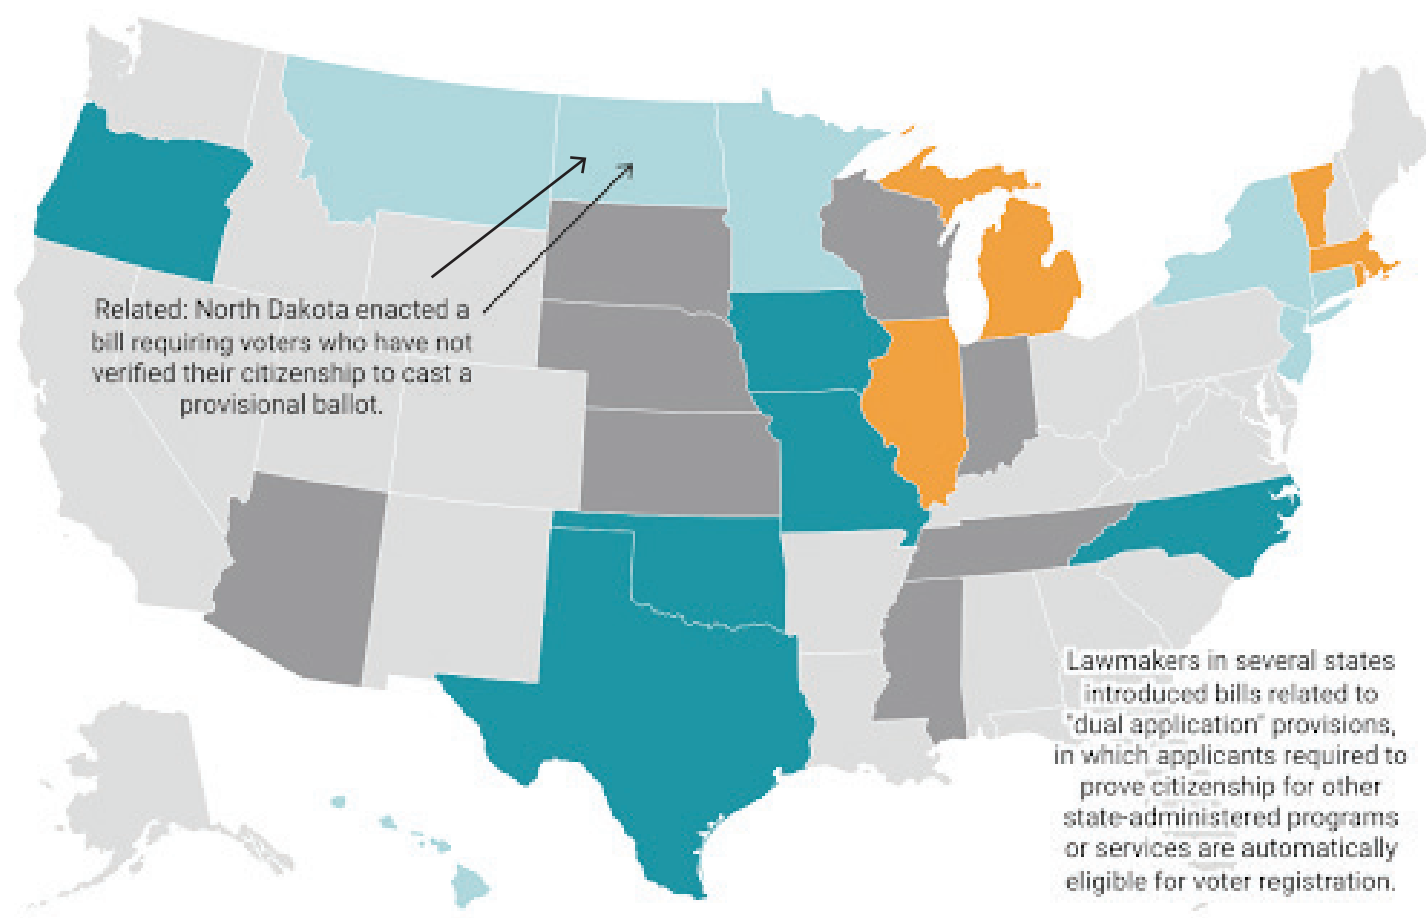 Related: North Dakota enacted a
bill requiring voters who have not
verified their citizenship to cast a
provisional ballot.
Lawmakers in several states
introduced bills related to
"dual application" provisions,
in which applicants required to
prove citizenship for other
state-administered programs
or services are automatically
eligible for voter registration.